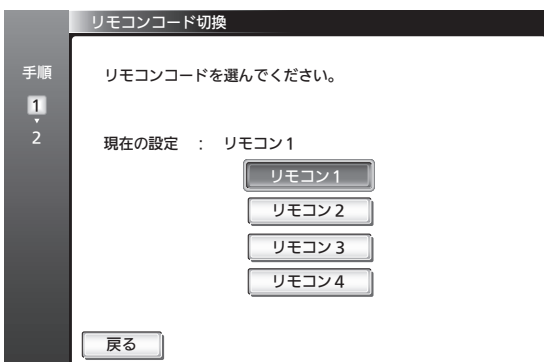 リモコンコード切換
手順
1
2
リモコンコードを選んでください。
現在の設定 : リモコン1
リモコン1
リモコン2
リモコン3
リモコン4
戻る